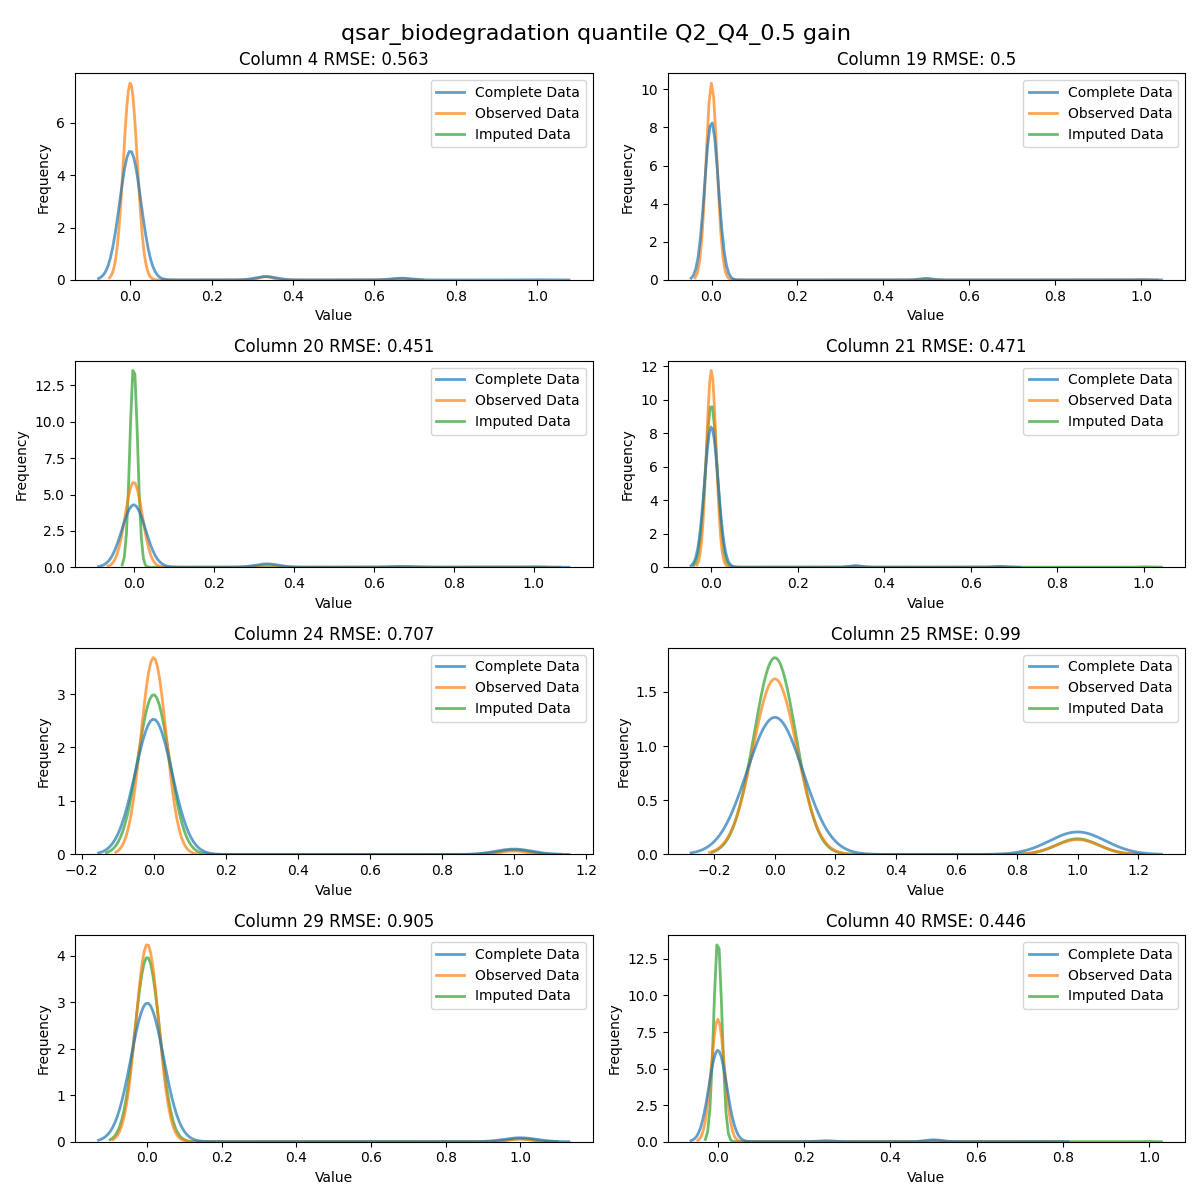 qsar_biodegradation quantile Q2_Q4_0.5 gain
Column 4 RMSE: 0.563
Complete Data
Observed Data
Imputed Data
Frequency
6
4
2
0
0.0 0.2 0.4 0.6 0.8 1.0
Value
Column 19 RMSE: 0.5
Complete Data
Observed Data
Imputed Data
Frequency
10
8
6
4
2
0
0.0 0.2 0.4 0.6 0.8 1.0
Value
Column 20 RMSE: 0.451
Complete Data
Observed Data
Imputed Data
Frequency
12.5
10.0
7.5
5.0
2.5
0.0
0.0 0.2 0.4 0.6 0.8 1.0
Value
Column 21 RMSE: 0.471
Complete Data
Observed Data
Imputed Data
Frequency
12
10
8
6
4
2
0
0.0 0.2 0.4 0.6 0.8 1.0
Value
Column 24 RMSE: 0.707
Complete Data
Observed Data
Imputed Data
Frequency
3
2
1
0
−0.2 0.0 0.2 0.4 0.6 0.8 1.0 1.2
Value
Column 25 RMSE: 0.99
Complete Data
Observed Data
Imputed Data
Frequency
1.5
1.0
0.5
0.0
−0.2 0.0 0.2 0.4 0.6 0.8 1.0 1.2
Value
Column 29 RMSE: 0.905
Complete Data
Observed Data
Imputed Data
Frequency
4
3
2
1
0
0.0 0.2 0.4 0.6 0.8 1.0
Value
Column 40 RMSE: 0.446
Complete Data
Observed Data
Imputed Data
Frequency
12.5
10.0
7.5
5.0
2.5
0.0
0.0 0.2 0.4 0.6 0.8 1.0
Value